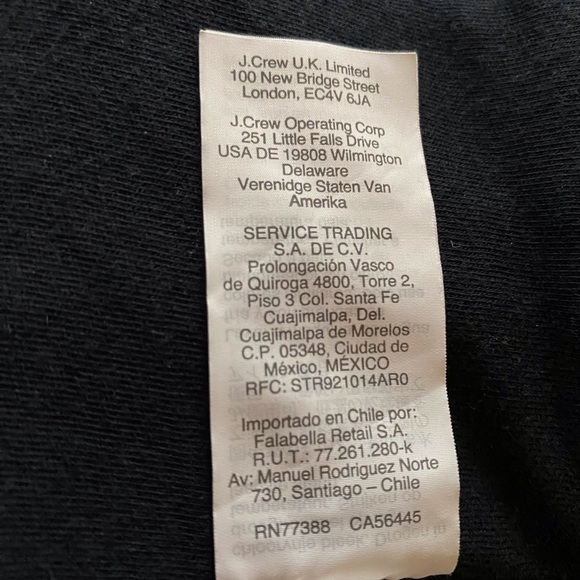 J.Crew U.K. Limited
100 New Bridge Street
London, EC4V 6JA
J.Crew Operating Corp
251 Little Falls Drive
USA DE 19808 Wilmington
Delaware
Verenidge Staten Van
Amerika
SERVICE TRADING
S.A. DE C.V.
Prolongación Vasco
de Quiroga 4800, Torre 2,
Piso 3 Col. Santa Fe
Cuajimalpa, Del.
Cuajimalpa de Morelos
C.P. 05348, Ciudad de
México, MÉXICO
RFC: STR921014AR0
Importado en Chile por:
Falabella Retail S.A.
R.U.T.: 77.261.280-k
Av: Manuel Rodriguez Norte
730, Santiago – Chile
RN77388 CA56445